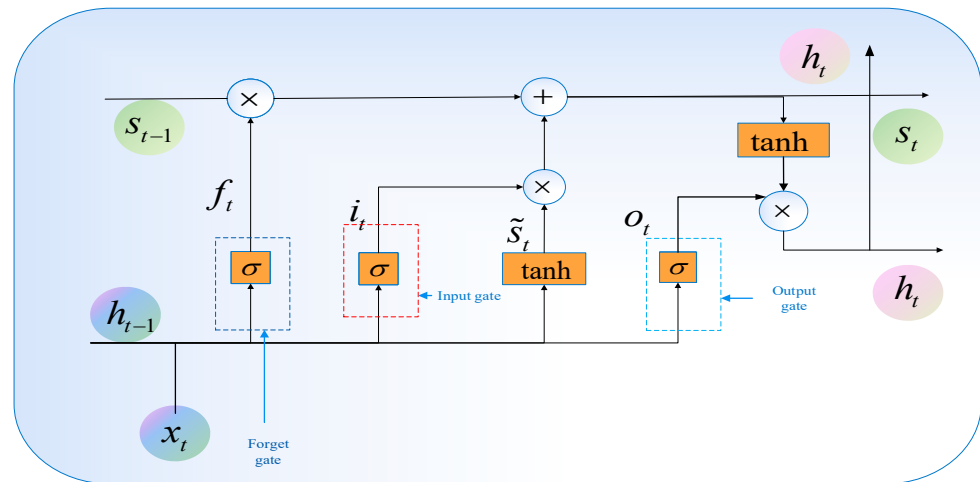 h_t
×
+
s_{t-1}
s_t
tanh
f_t
i_t
×
×
s̃_t
o_t
σ
σ
tanh
σ
Input gate
Output
gate
h_t
h_{t-1}
x_t
Forget
gate